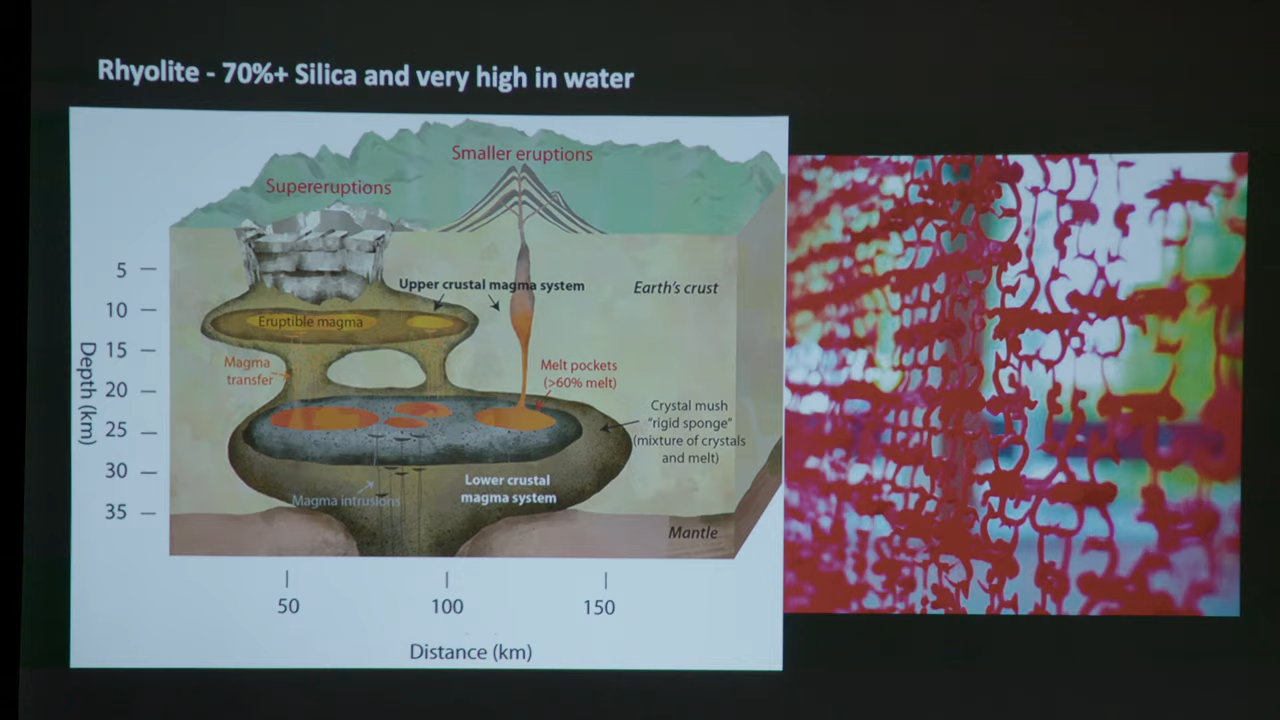 Rhyolite - 70%+ Silica and very high in water
Smaller eruptions
Supereruptions
5
Upper crustal magma system
Earth's crust
10
Eruptible magma
15
Magma
transfer
Melt pockets
(>60% melt)
20
Crystal mush
"rigid sponge"
(mixture of crystals
and melt)
25
30
Lower crustal
magma system
Magma intrusions
35
Mantle
Depth (km)
50
100
150
Distance (km)